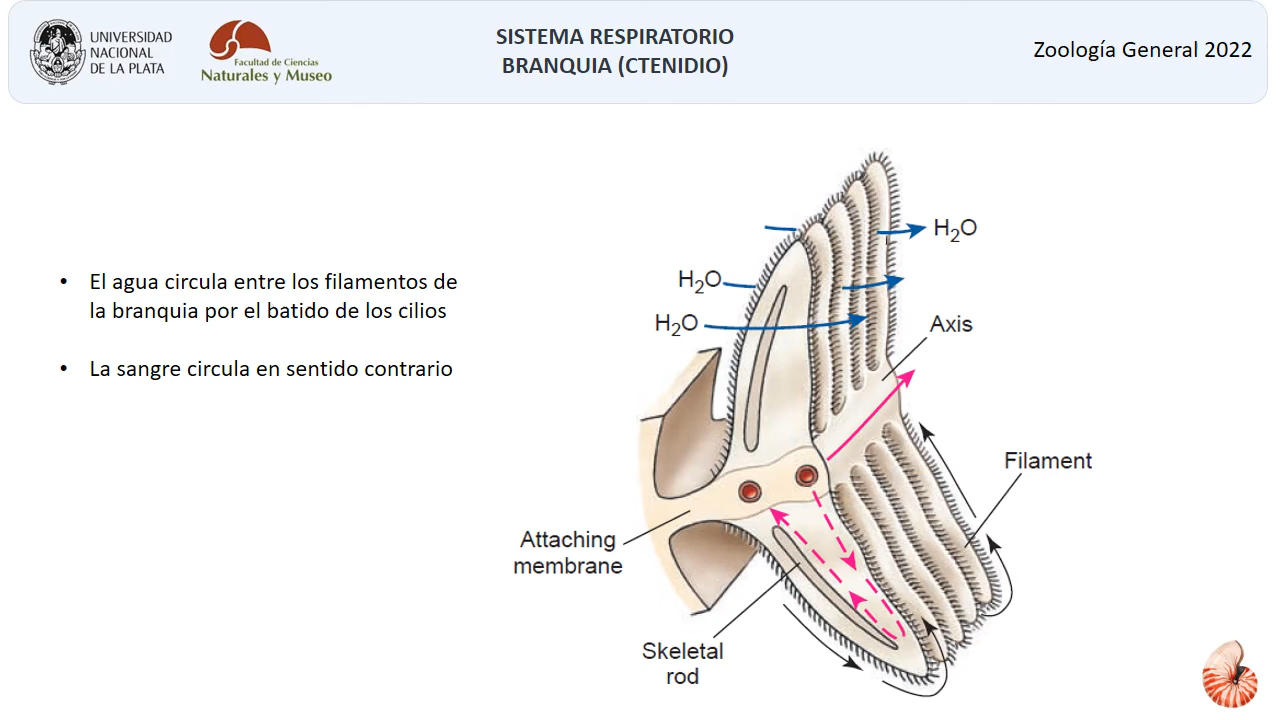 UNIVERSIDAD
NACIONAL
DE LA PLATA
Facultad de Ciencias
Naturales y Museo
SISTEMA RESPIRATORIO
BRANQUIA (CTENIDIO)
Zoología General 2022
• El agua circula entre los filamentos de
la branquia por el batido de los cilios
• La sangre circula en sentido contrario
H₂O
H₂O
H₂O
Axis
Filament
Attaching
membrane
Skeletal
rod